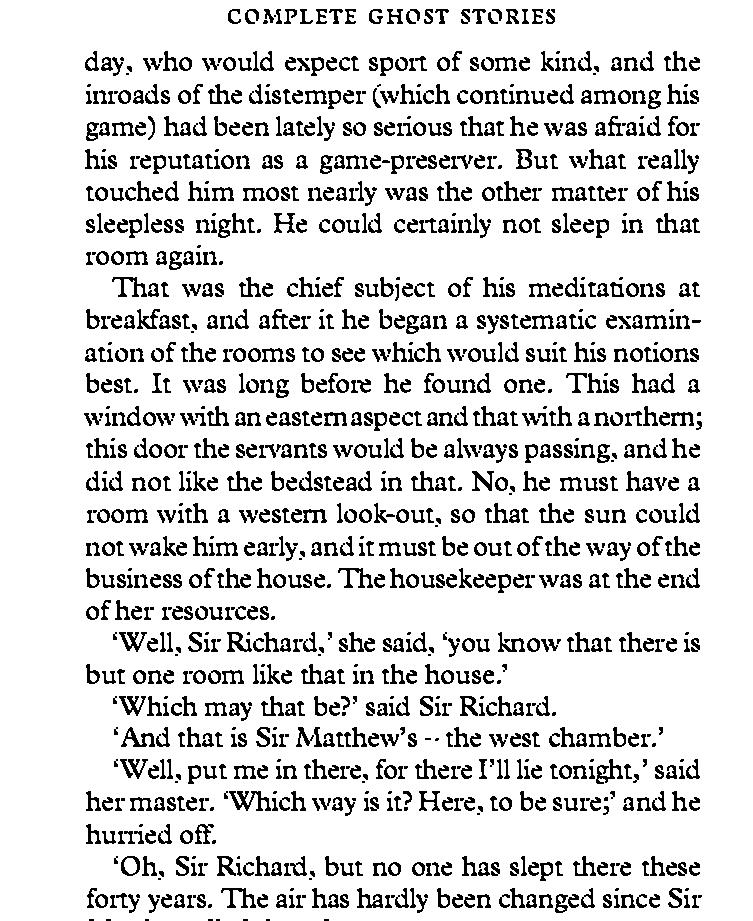 COMPLETE GHOST STORIES
day, who would expect sport of some kind, and the
inroads of the distemper (which continued among his
game) had been lately so serious that he was afraid for
his reputation as a game-preserver. But what really
touched him most nearly was the other matter of his
sleepless night. He could certainly not sleep in that
room again.
That was the chief subject of his meditations at
breakfast, and after it he began a systematic examin-
ation of the rooms to see which would suit his notions
best. It was long before he found one. This had a
window with an eastern aspect and that with a northern;
this door the servants would be always passing, and he
did not like the bedstead in that. No, he must have a
room with a western look-out, so that the sun could
not wake him early, and it must be out of the way of the
business of the house. The housekeeper was at the end
of her resources.
‘Well, Sir Richard,’ she said, ‘you know that there is
but one room like that in the house.’
‘Which may that be?’ said Sir Richard.
‘And that is Sir Matthew’s -- the west chamber.’
‘Well, put me in there, for there I’ll lie tonight,’ said
her master. ‘Which way is it? Here, to be sure;’ and he
hurried off.
‘Oh, Sir Richard, but no one has slept there these
forty years. The air has hardly been changed since Sir